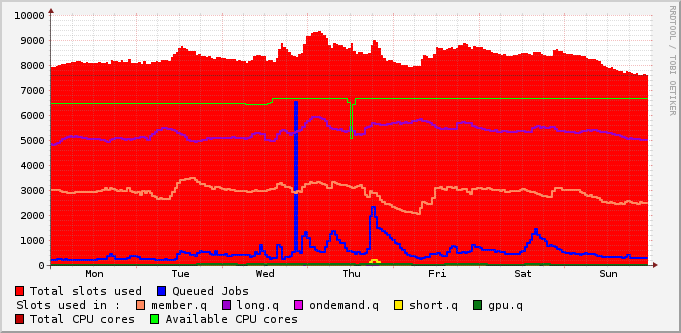 10000
9000
8000
7000
6000
5000
4000
3000
2000
1000
0
Mon Tue Wed Thu Fri Sat Sun
RRDTOOL / TOBI OETIKER
Total slots used Queued Jobs
Slots used in : member.q long.q ondemand.q short.q gpu.q
Total CPU cores Available CPU cores